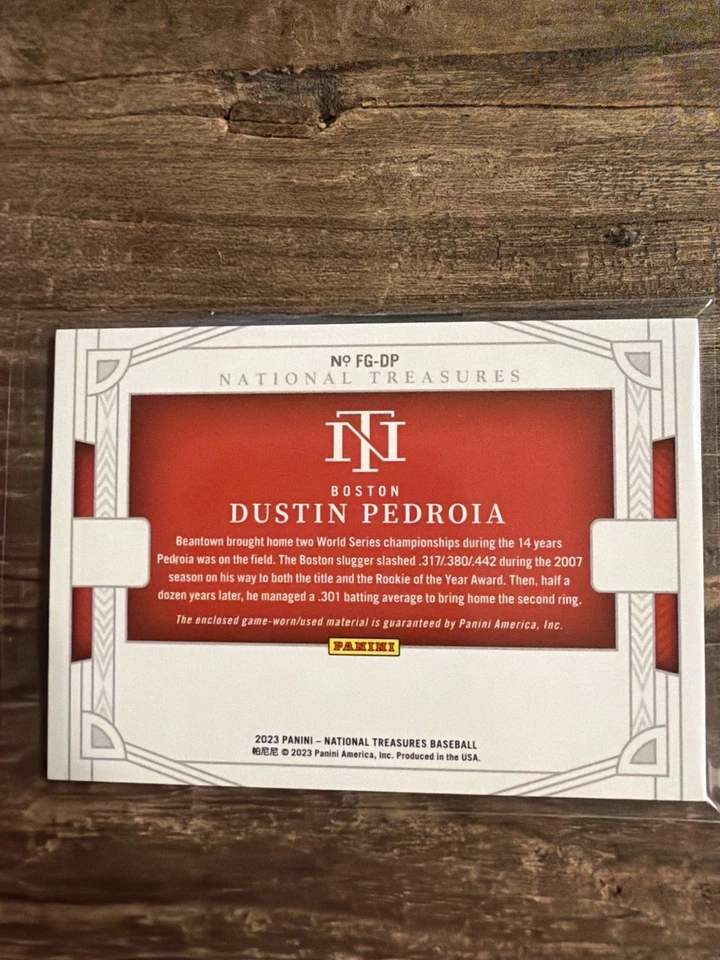 Nº FG-DP
NATIONAL TREASURES
NT
BOSTON
DUSTIN PEDROIA
Beantown brought home two World Series championships during the 14 years
Pedroia was on the field. The Boston slugger slashed .317/.380/.442 during the 2007
season on his way to both the title and the Rookie of the Year Award. Then, half a
dozen years later, he managed a .301 batting average to bring home the second ring.
The enclosed game-worn/used material is guaranteed by Panini America, Inc.
PANINI
2023 PANINI – NATIONAL TREASURES BASEBALL
帕尼尼 © 2023 Panini America, Inc. Produced in the USA.